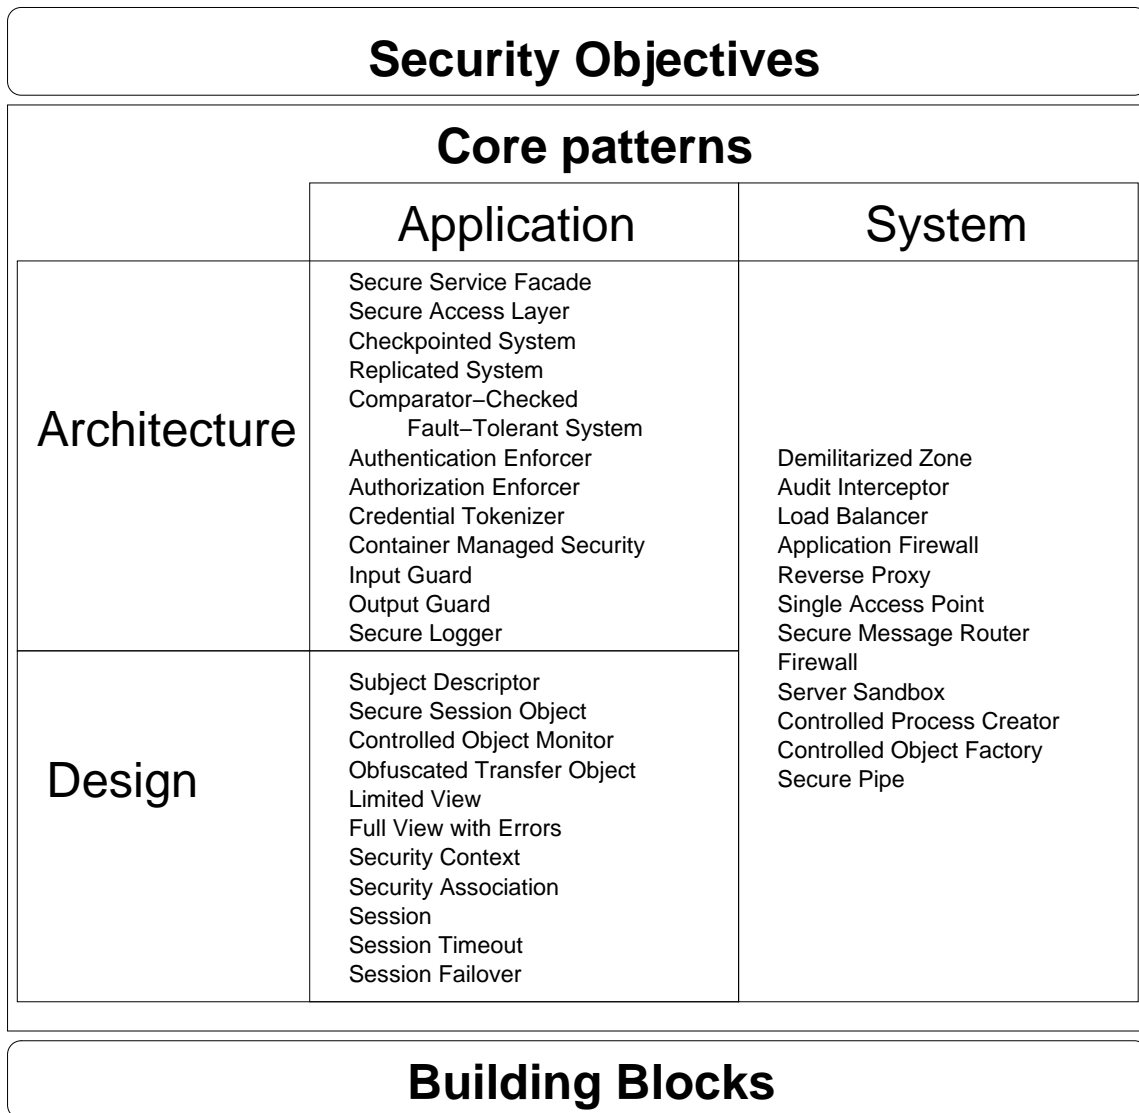 Security Objectives
Core patterns
Application
System
Architecture
Secure Service Facade
Secure Access Layer
Checkpointed System
Replicated System
Comparator−Checked
Fault−Tolerant System
Authentication Enforcer
Authorization Enforcer
Credential Tokenizer
Container Managed Security
Input Guard
Output Guard
Secure Logger
Design
Subject Descriptor
Secure Session Object
Controlled Object Monitor
Obfuscated Transfer Object
Limited View
Full View with Errors
Security Context
Security Association
Session
Session Timeout
Session Failover
Demilitarized Zone
Audit Interceptor
Load Balancer
Application Firewall
Reverse Proxy
Single Access Point
Secure Message Router
Firewall
Server Sandbox
Controlled Process Creator
Controlled Object Factory
Secure Pipe
Building Blocks